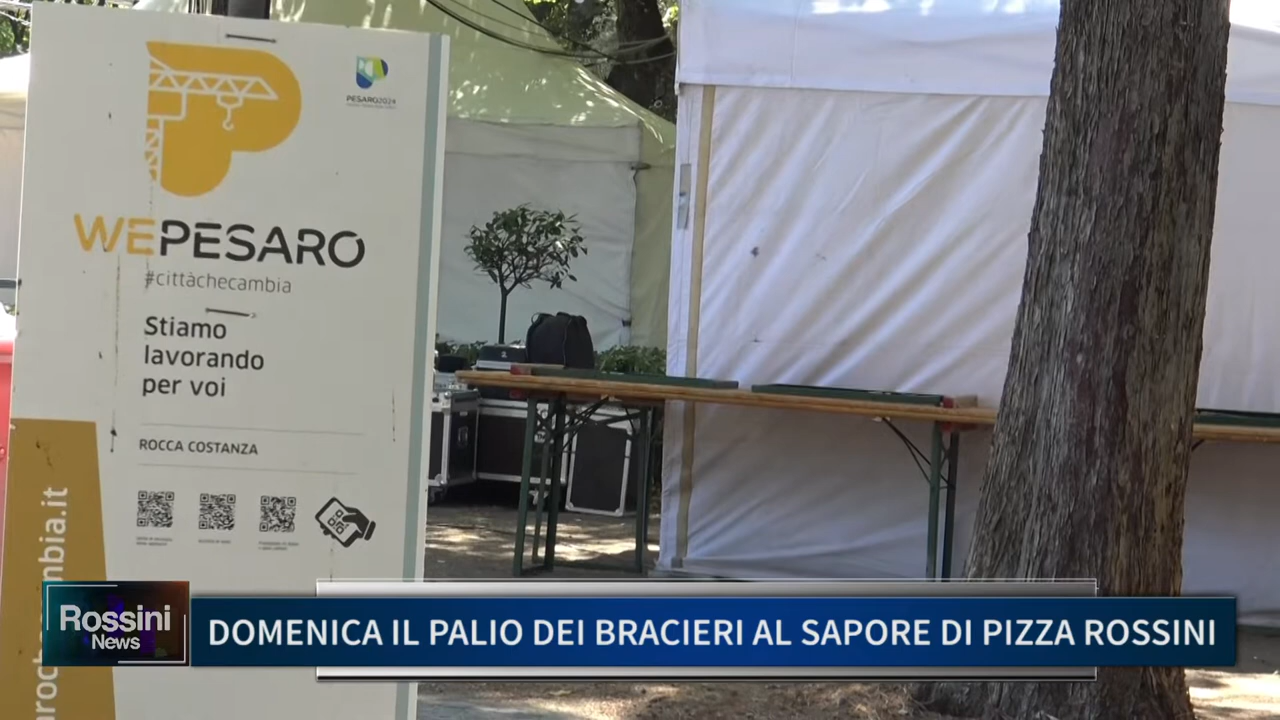 PESARO2024
WEPESARO
#cittàchecambia
Stiamo
lavorando
per voi
ROCCA COSTANZA
Rossini
News
DOMENICA IL PALIO DEI BRACIERI AL SAPORE DI PIZZA ROSSINI